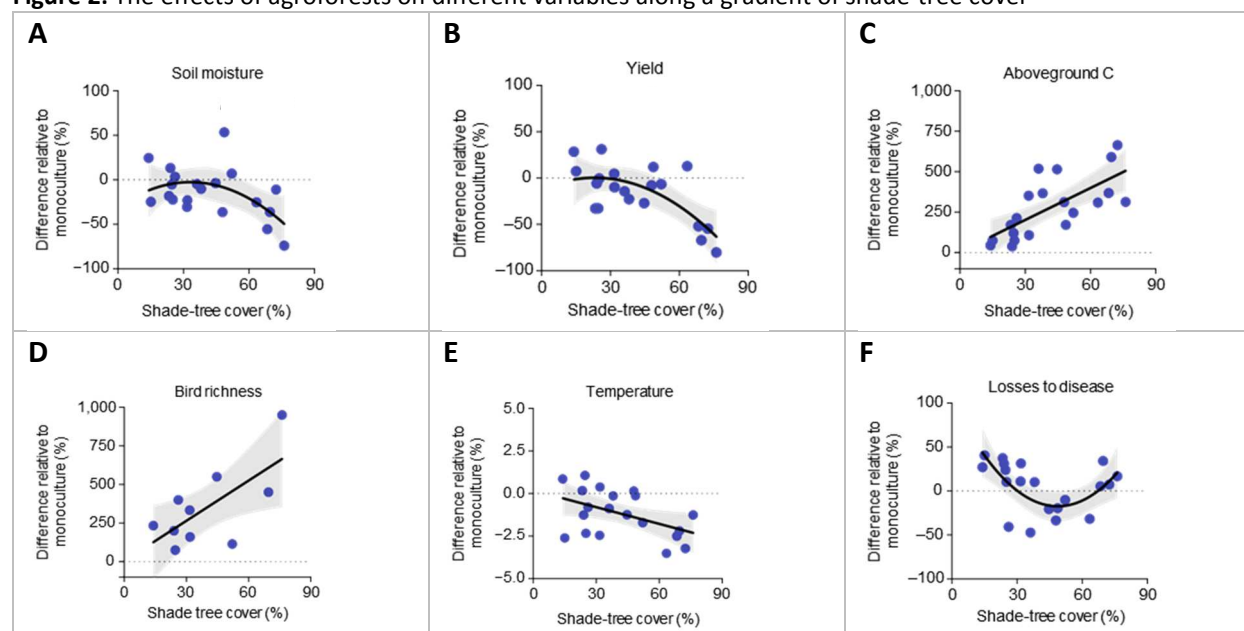 Figure 2. The effects of agroforests on different variables along a gradient of shade-tree cover
A
Soil moisture
Difference relative to
monoculture (%)
100
50
0
−50
−100
0 30 60 90
Shade-tree cover (%)
B
Yield
Difference relative to
monoculture (%)
100
50
0
−50
−100
0 30 60 90
Shade-tree cover (%)
C
Aboveground C
Difference relative to
monoculture (%)
1,000
750
500
250
0
0 30 60 90
Shade-tree cover (%)
D
Bird richness
Difference relative to
monoculture (%)
1,000
750
500
250
0
0 30 60 90
Shade tree cover (%)
E
Temperature
Difference relative to
monoculture (%)
5.0
2.5
0.0
−2.5
−5.0
0 30 60 90
Shade-tree cover (%)
F
Losses to disease
Difference relative to
monoculture (%)
100
50
0
−50
−100
0 30 60 90
Shade-tree cover (%)